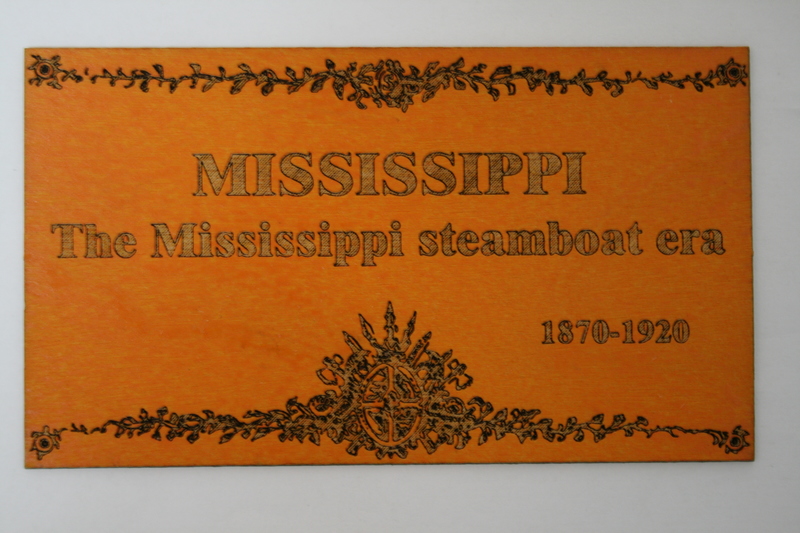 MISSISSIPPI
The Mississippi steamboat era
1870-1920